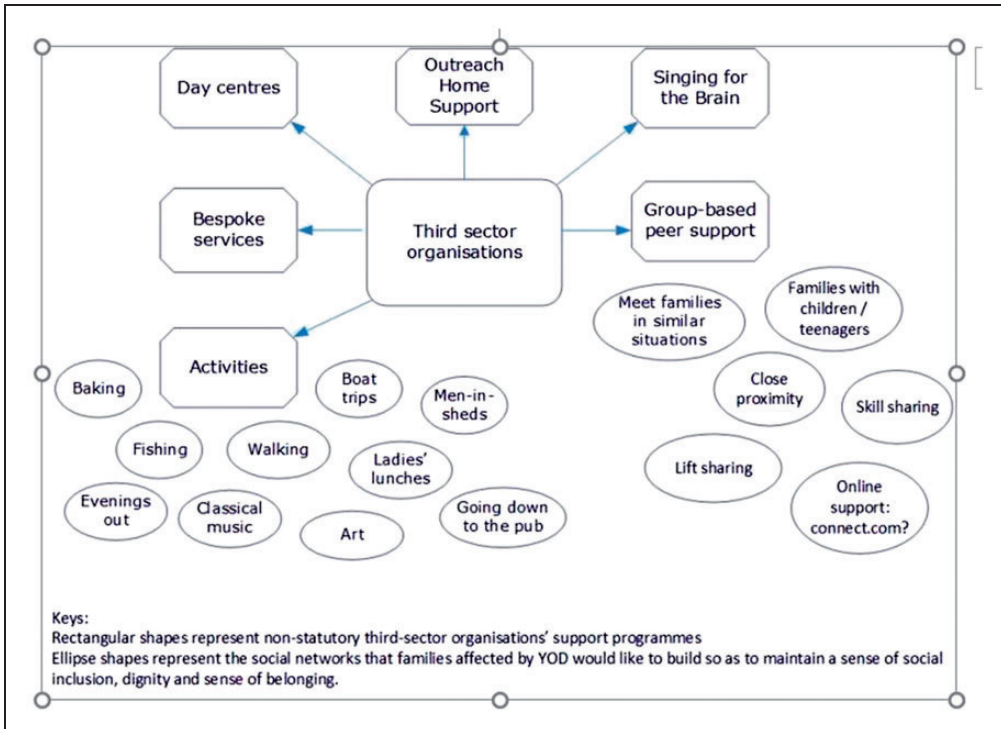 Day centres
Outreach
Home
Support
Singing for
the Brain
Bespoke
services
Third sector
organisations
Group-based
peer support
Activities
Meet families
in similar
situations
Families with
children /
teenagers
Close
proximity
Skill sharing
Lift sharing
Online
support:
connect.com?
Baking
Boat
trips
Men-in-
sheds
Fishing
Walking
Ladies'
lunches
Evenings
out
Classical
music
Art
Going down
to the pub
Keys:
Rectangular shapes represent non-statutory third-sector organisations' support programmes
Ellipse shapes represent the social networks that families affected by YOD would like to build so as to maintain a sense of social
inclusion, dignity and sense of belonging.